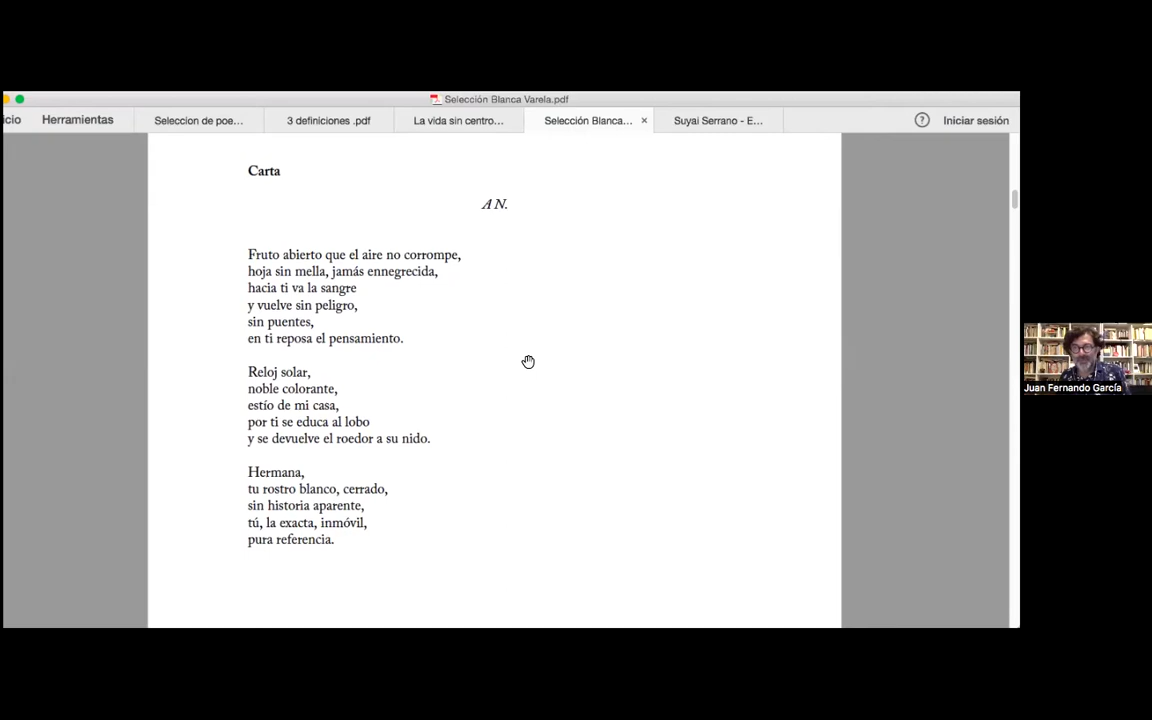 Selección Blanca Varela.pdf
icio Herramientas Seleccion de poe... 3 definiciones .pdf La vida sin centro... Selección Blanca... × Suyai Serrano - E... ? Iniciar sesión
Carta
A N.
Fruto abierto que el aire no corrompe,
hoja sin mella, jamás ennegrecida,
hacia ti va la sangre
y vuelve sin peligro,
sin puentes,
en ti reposa el pensamiento.
Reloj solar,
noble colorante,
estío de mi casa,
por ti se educa al lobo
y se devuelve el roedor a su nido.
Hermana,
tu rostro blanco, cerrado,
sin historia aparente,
tú, la exacta, inmóvil,
pura referencia.
Juan Fernando García